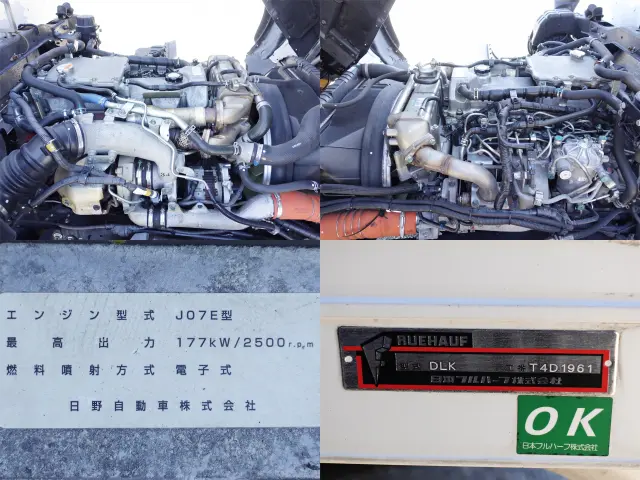 エンジン型式 J07E型
最高出力 177kW/2500r.p.m
燃料噴射方式 電子式
日野自動車株式会社
RUEHAUF
DLK T4D1961
日本フルハーフ株式会社
OK
日本フルハーフ株式会社